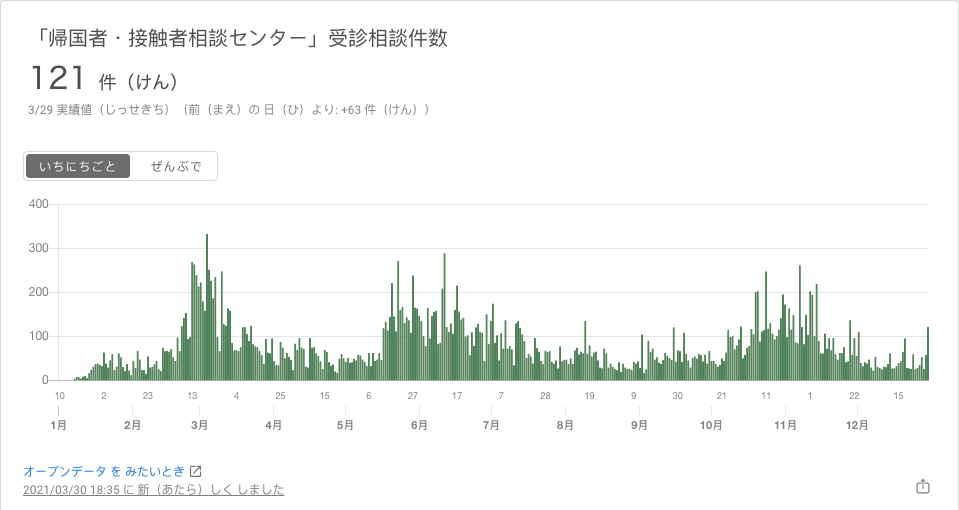 「帰国者・接触者相談センター」受診相談件数
121 件（けん）
3/29 実績値（じっせきち）（前（まえ）の 日（ひ）より: +63 件（けん））
いちにちごと ぜんぶで
400
300
200
100
0
10 2 23 13 4 25 15 6 27 17 7 28 19 9 30 21 11 1 22 15
1月 2月 3月 4月 5月 6月 7月 8月 9月 10月 11月 12月
オープンデータ を みたいとき
2021/03/30 18:35 に 新（あたら）しく しました